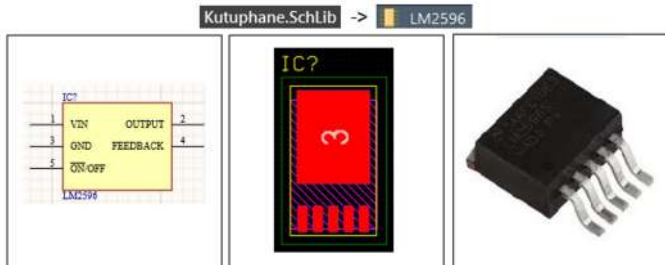 Kutuphane.SchLib -> LM2596
IC?
1 VIN OUTPUT 2
3 GND FEEDBACK 4
5 ON/OFF
LM2596
IC?
3